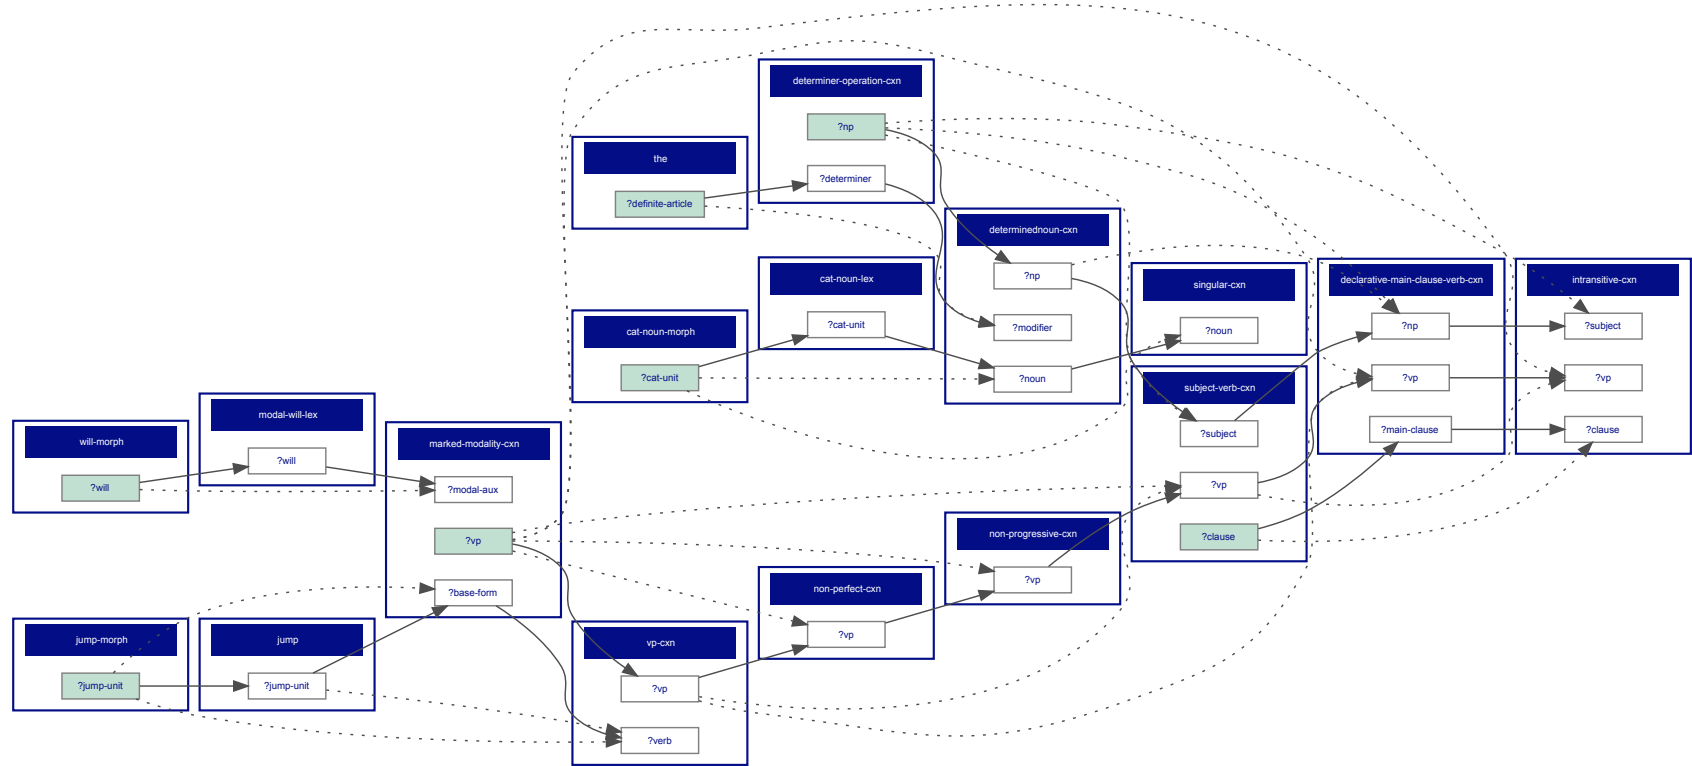 will-morph
?will
jump-morph
?jump-unit
modal-will-lex
?will
jump
?jump-unit
marked-modality-cxn
?modal-aux
?vp
?base-form
the
?definite-article
cat-noun-morph
?cat-unit
vp-cxn
?vp
?verb
determiner-operation-cxn
?np
?determiner
cat-noun-lex
?cat-unit
non-perfect-cxn
?vp
determinednoun-cxn
?np
?modifier
?noun
non-progressive-cxn
?vp
singular-cxn
?noun
subject-verb-cxn
?subject
?vp
?clause
declarative-main-clause-verb-cxn
?np
?vp
?main-clause
intransitive-cxn
?subject
?vp
?clause